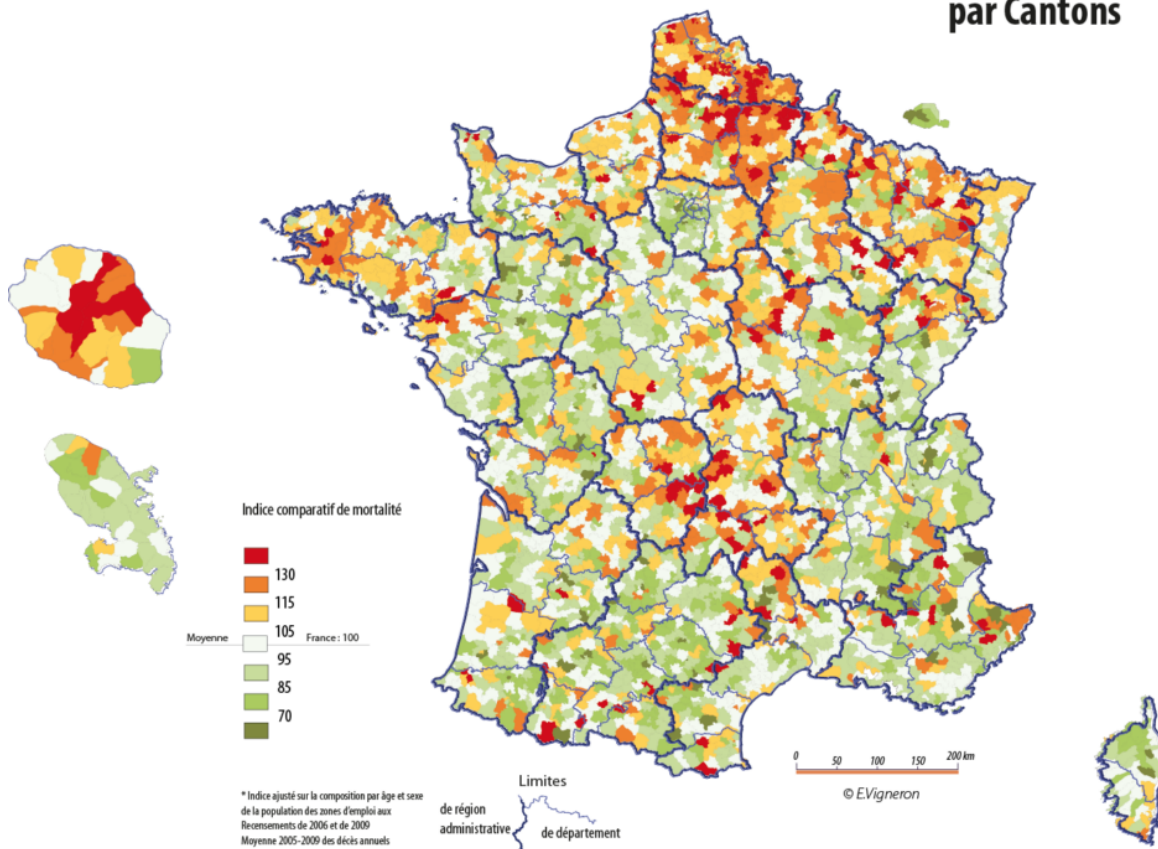 par Cantons
Indice comparatif de mortalité
130
115
105
Moyenne France : 100
95
85
70
0 50 100 150 200 km
© E.Vigneron
Limites
de région
administrative
de département
* Indice ajusté sur la composition par âge et sexe
de la population des zones d'emploi aux
Recensements de 2006 et de 2009
Moyenne 2005-2009 des décès annuels